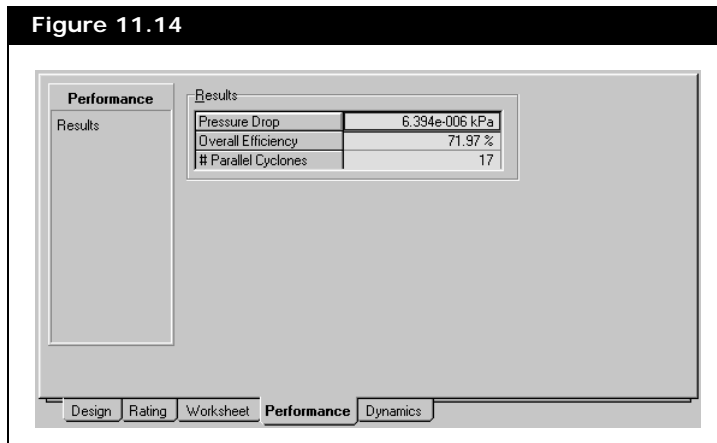 Figure 11.14
Performance
Results
Results
Pressure Drop 6.394e-006 kPa
Overall Efficiency 71.97 %
# Parallel Cyclones 17
Design Rating Worksheet Performance Dynamics